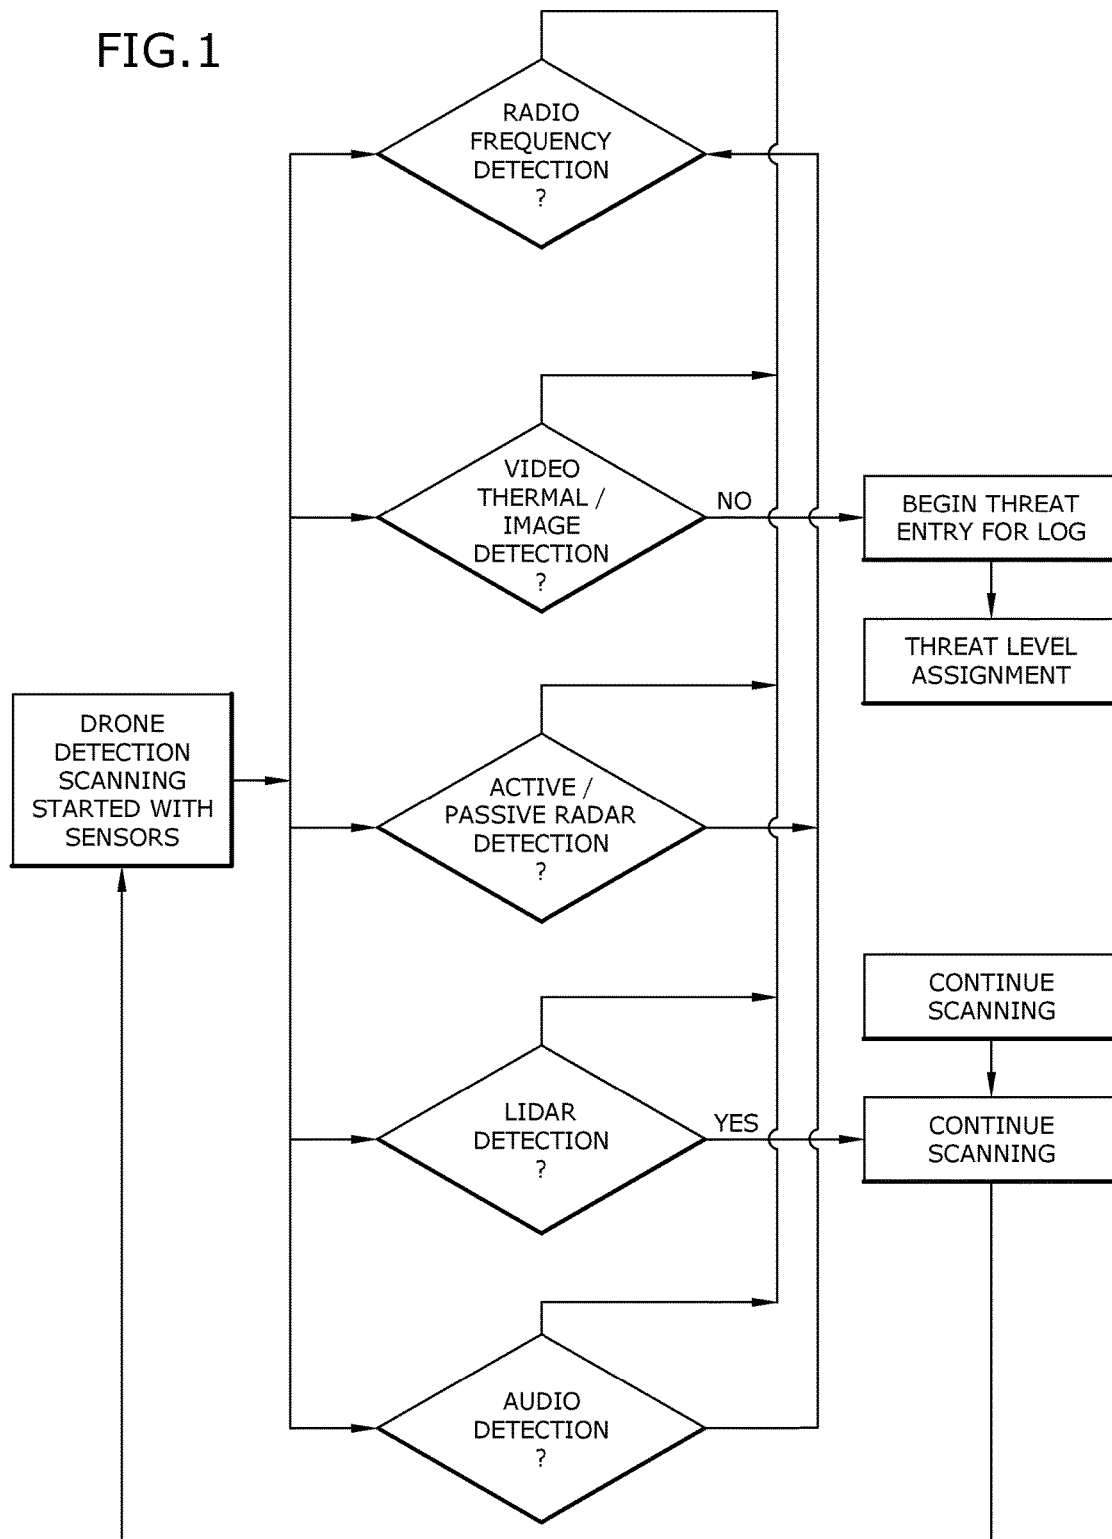 FIG.1
RADIO
FREQUENCY
DETECTION
?
VIDEO
THERMAL /
IMAGE
DETECTION
?
NO
BEGIN THREAT
ENTRY FOR LOG
THREAT LEVEL
ASSIGNMENT
DRONE
DETECTION
SCANNING
STARTED WITH
SENSORS
ACTIVE /
PASSIVE RADAR
DETECTION
?
CONTINUE
SCANNING
LIDAR
DETECTION
?
YES
CONTINUE
SCANNING
AUDIO
DETECTION
?